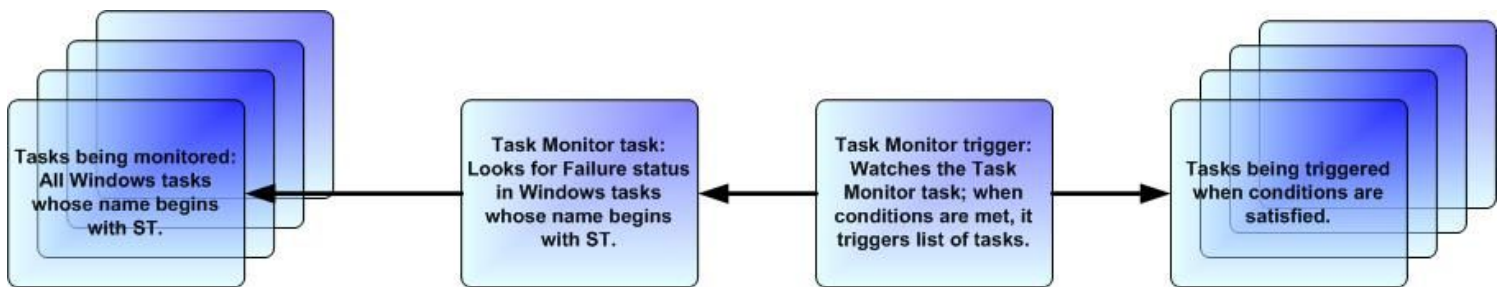 Tasks being monitored:
All Windows tasks
whose name begins
with ST.
Task Monitor task:
Looks for Failure status
in Windows tasks
whose name begins
with ST.
Task Monitor trigger:
Watches the Task
Monitor task; when
conditions are met, it
triggers list of tasks.
Tasks being triggered
when conditions are
satisfied.